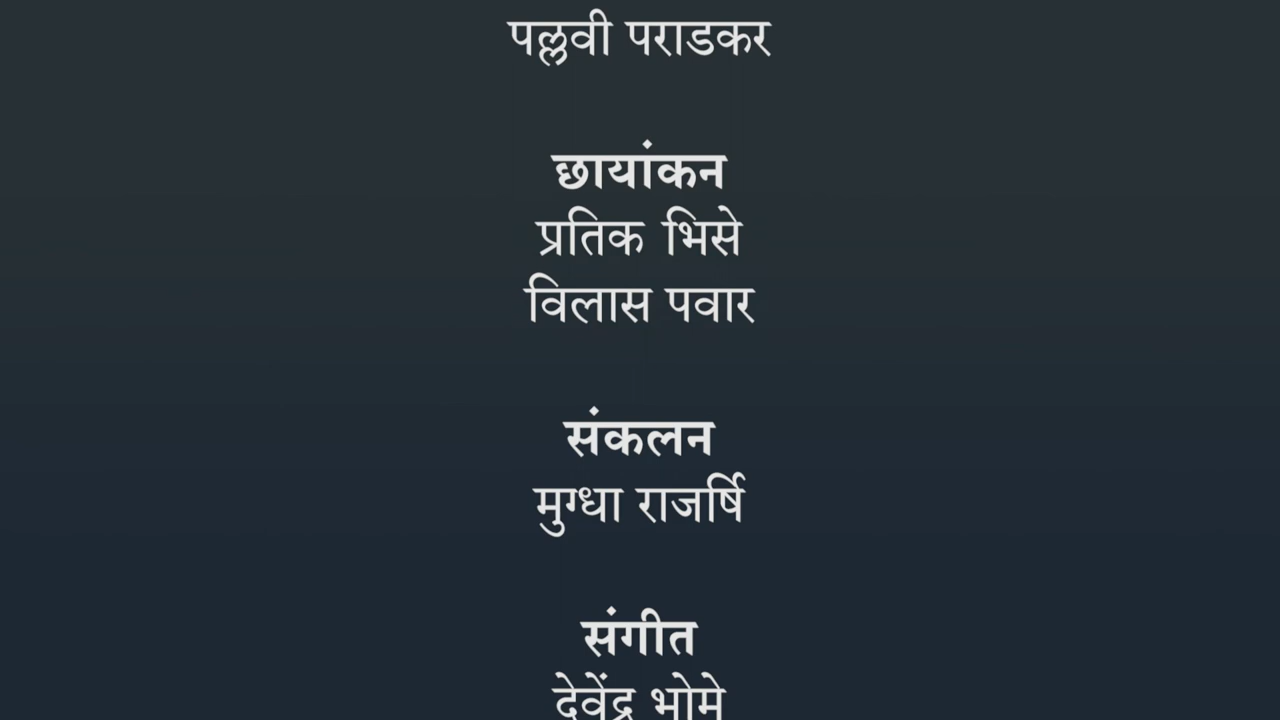 पल्लवी पराडकर
छायांकन
प्रतिक भिसे
विलास पवार
संकलन
मुग्धा राजर्षि
संगीत
देवेंद्र भोमे